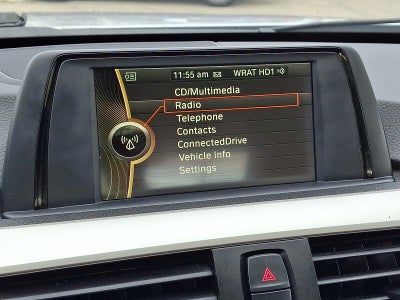 11:55 am WRAT HD1
CD/Multimedia
Radio
Telephone
Contacts
ConnectedDrive
Vehicle Info
Settings